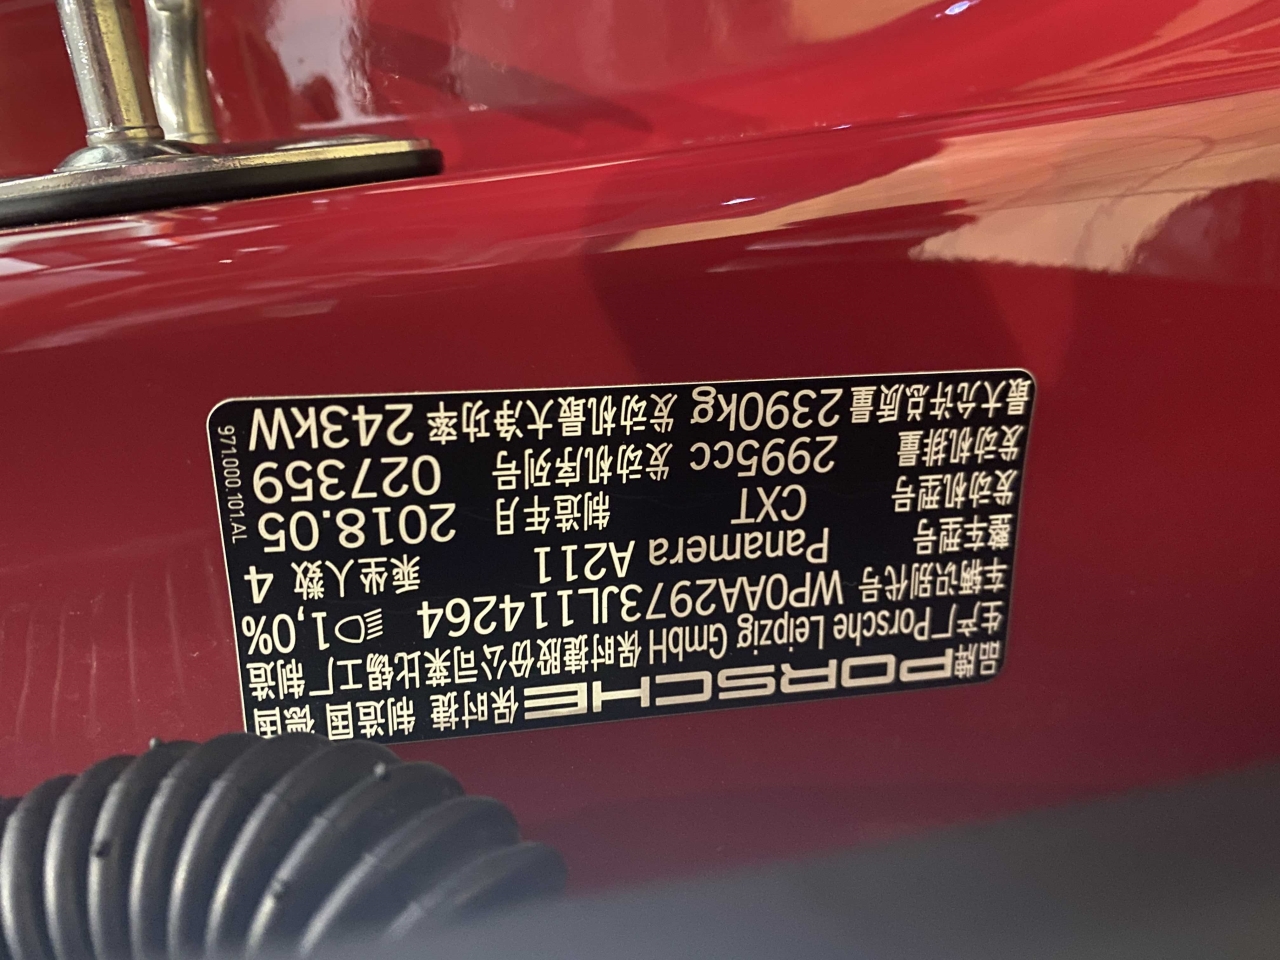 品牌 PORSCHE 保时捷 制造国 德国
生产厂 Porsche Leipzig GmbH 保时捷股份公司莱比锡工厂 制造
车辆识别代号 WP0AA2973JL114264 1,0%
整车型号 Panamera A211 乘坐人数 4
发动机型号 CXT 制造年月 2018.05
发动机排量 2995cc 发动机序列号 027359
最大允许总质量 2390kg 发动机最大净功率 243kW
971.000.101.AL